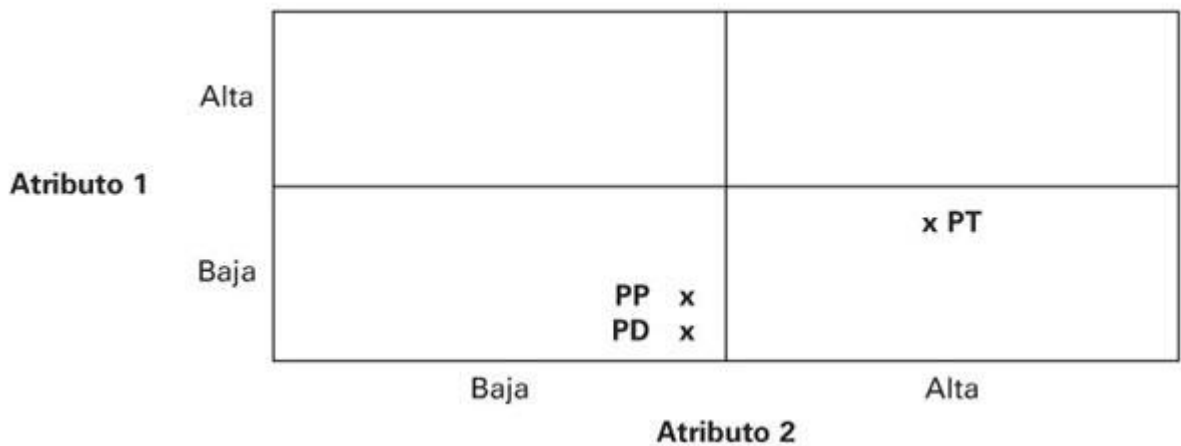 Alta
Atributo 1
x PT
Baja
PP x
PD x
Baja Alta
Atributo 2